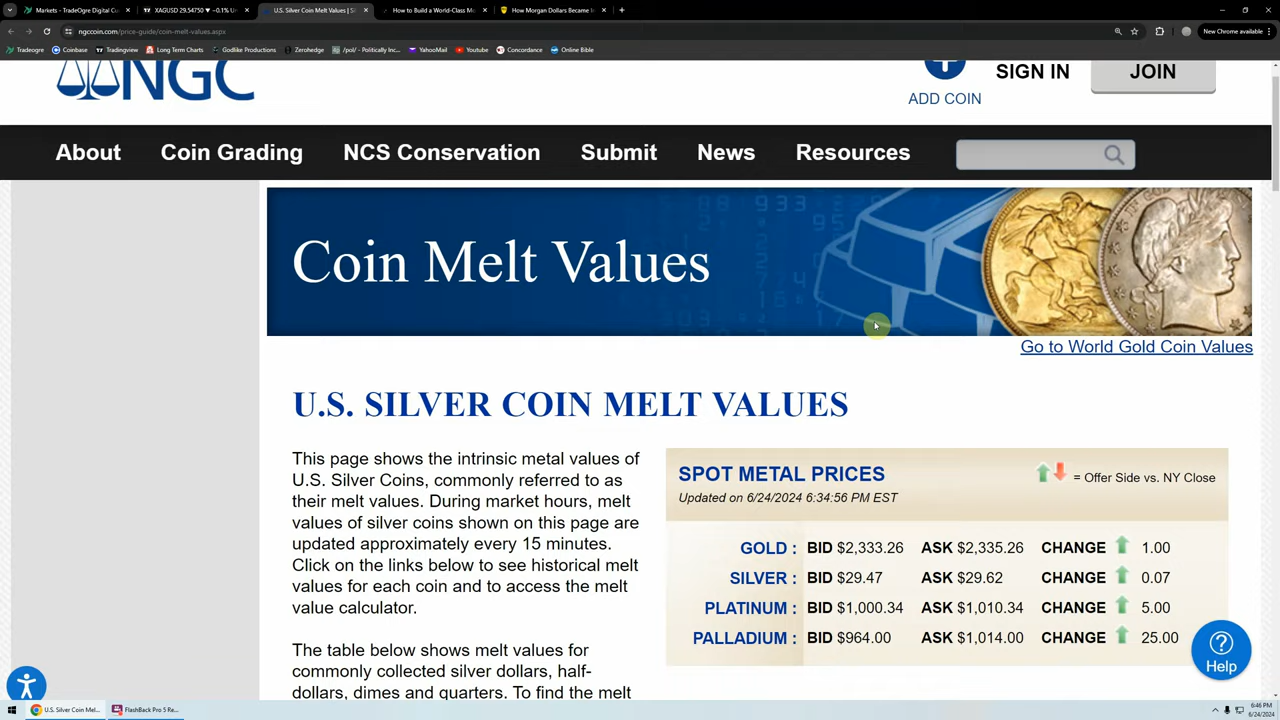 Markets - TradeOgre Digital Cu
XAGUSD 29.54750 ▼ −0.1% U
U.S. Silver Coin Melt Values | S
How to Build a World-Class M
How Morgan Dollars Became I
ngccoin.com/price-guide/coin-melt-values.aspx
New Chrome available
Tradeogre
Coinbase
Tradingview
Long Term Charts
Godlike Productions
Zerohedge
/pol/ - Politically Inc...
YahooMail
Youtube
Concordance
Online Bible
NGC
ADD COIN
SIGN IN
JOIN
About
Coin Grading
NCS Conservation
Submit
News
Resources
Coin Melt Values
Go to World Gold Coin Values
U.S. SILVER COIN MELT VALUES
This page shows the intrinsic metal values of
U.S. Silver Coins, commonly referred to as
their melt values. During market hours, melt
values of silver coins shown on this page are
updated approximately every 15 minutes.
Click on the links below to see historical melt
values for each coin and to access the melt
value calculator.
The table below shows melt values for
commonly collected silver dollars, half-
dollars, dimes and quarters. To find the melt
SPOT METAL PRICES
= Offer Side vs. NY Close
Updated on 6/24/2024 6:34:56 PM EST
GOLD : BID $2,333.26 ASK $2,335.26 CHANGE 1.00
SILVER : BID $29.47 ASK $29.62 CHANGE 0.07
PLATINUM : BID $1,000.34 ASK $1,010.34 CHANGE 5.00
PALLADIUM : BID $964.00 ASK $1,014.00 CHANGE 25.00
Help
U.S. Silver Coin Mel...
FlashBack Pro 5 Re...
6:46 PM
6/24/2024